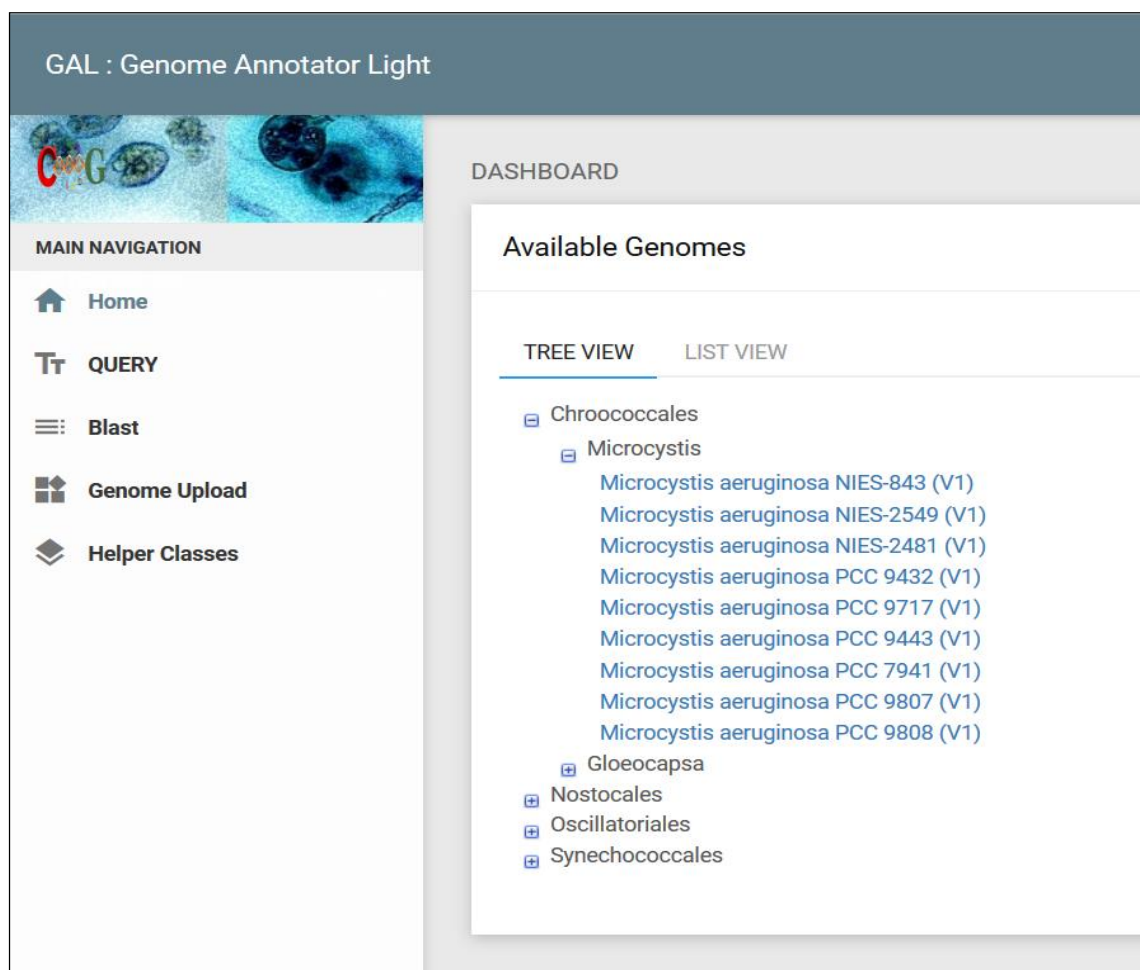 GAL : Genome Annotator Light
DASHBOARD
MAIN NAVIGATION
Home
QUERY
Blast
Genome Upload
Helper Classes
Available Genomes
TREE VIEW LIST VIEW
Chroococcales
Microcystis
Microcystis aeruginosa NIES-843 (V1)
Microcystis aeruginosa NIES-2549 (V1)
Microcystis aeruginosa NIES-2481 (V1)
Microcystis aeruginosa PCC 9432 (V1)
Microcystis aeruginosa PCC 9717 (V1)
Microcystis aeruginosa PCC 9443 (V1)
Microcystis aeruginosa PCC 7941 (V1)
Microcystis aeruginosa PCC 9807 (V1)
Microcystis aeruginosa PCC 9808 (V1)
Gloeocapsa
Nostocales
Oscillatoriales
Synechococcales